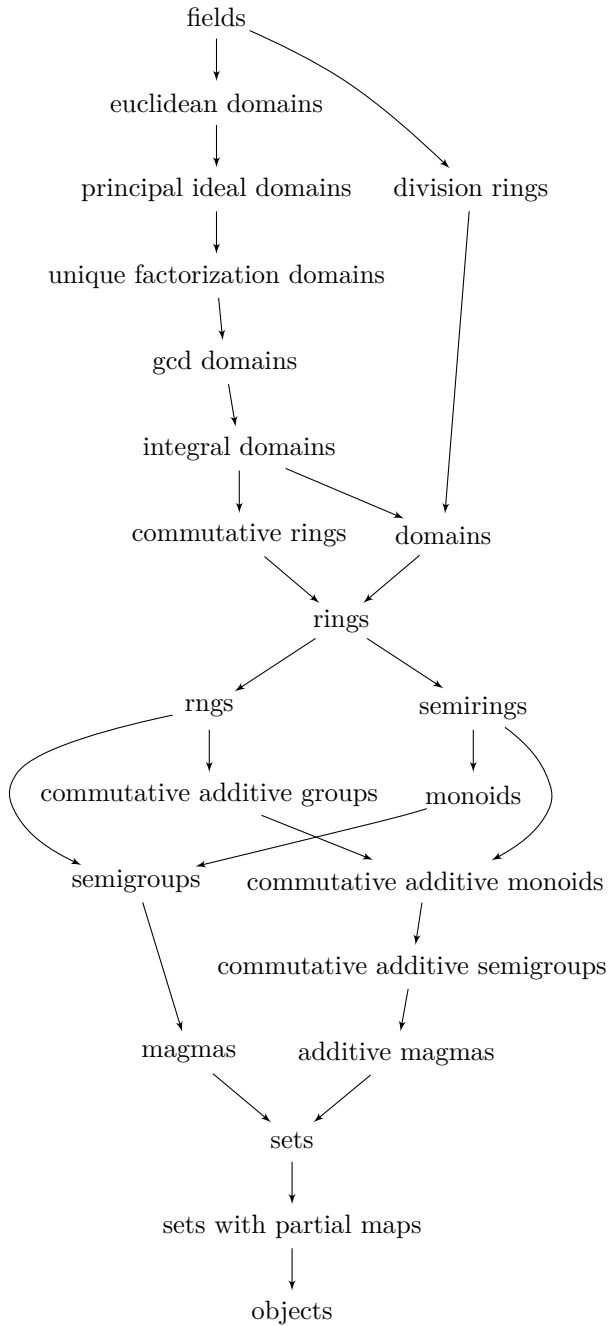 fields
euclidean domains
principal ideal domains
division rings
unique factorization domains
gcd domains
integral domains
commutative rings
domains
rings
rngs
semirings
commutative additive groups
monoids
semigroups
commutative additive monoids
commutative additive semigroups
magmas
additive magmas
sets
sets with partial maps
objects